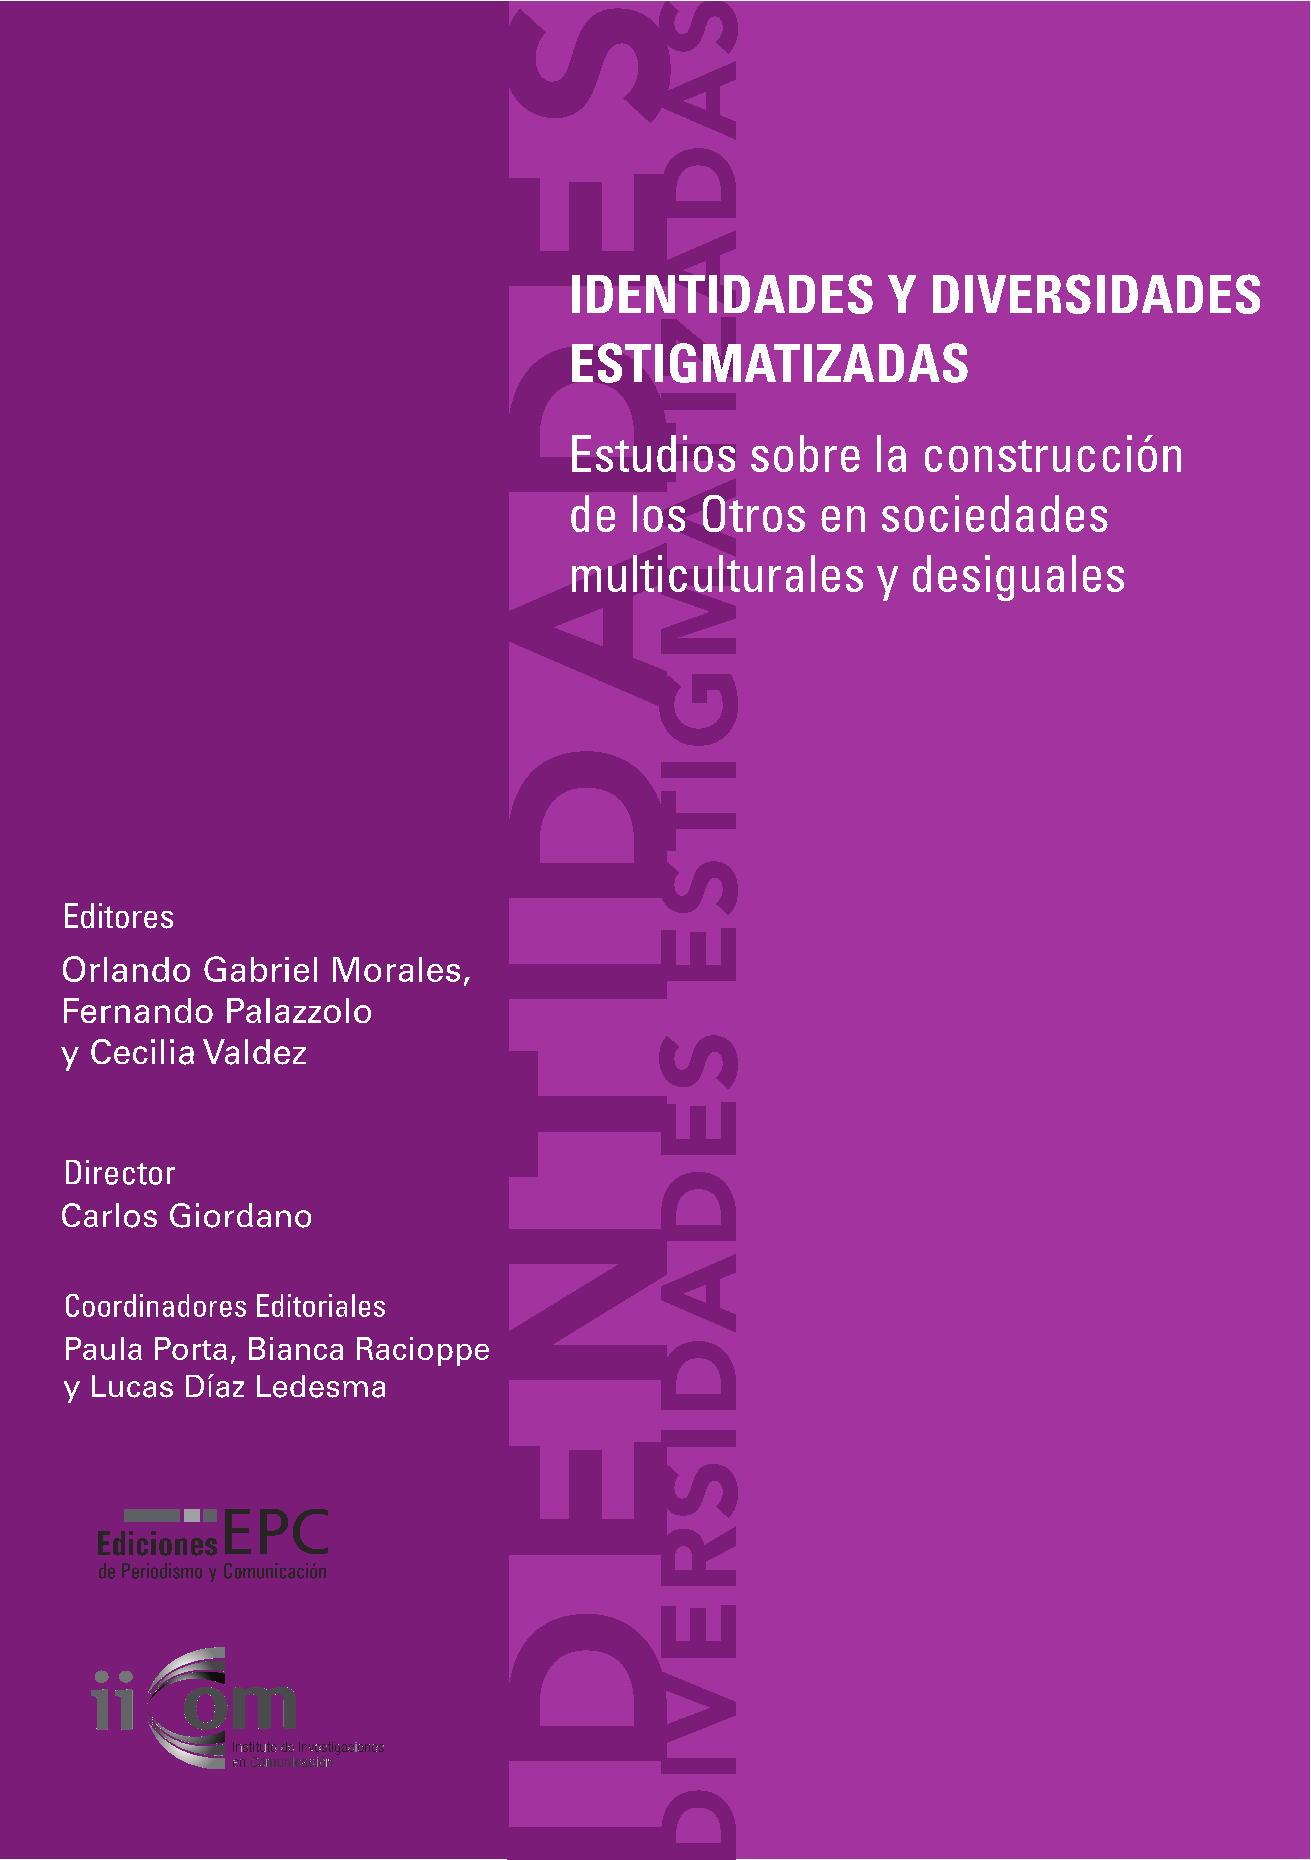 IDENTIDADES
DIVERSIDADES ESTIGMATIZADAS
IDENTIDADES Y DIVERSIDADES
ESTIGMATIZADAS
Estudios sobre la construcción
de los Otros en sociedades
multiculturales y desiguales
Editores
Orlando Gabriel Morales,
Fernando Palazzolo
y Cecilia Valdez
Director
Carlos Giordano
Coordinadores Editoriales
Paula Porta, Bianca Racioppe
y Lucas Díaz Ledesma
Ediciones EPC
de Periodismo y Comunicación
iiCom
Instituto de Investigaciones
en Comunicación